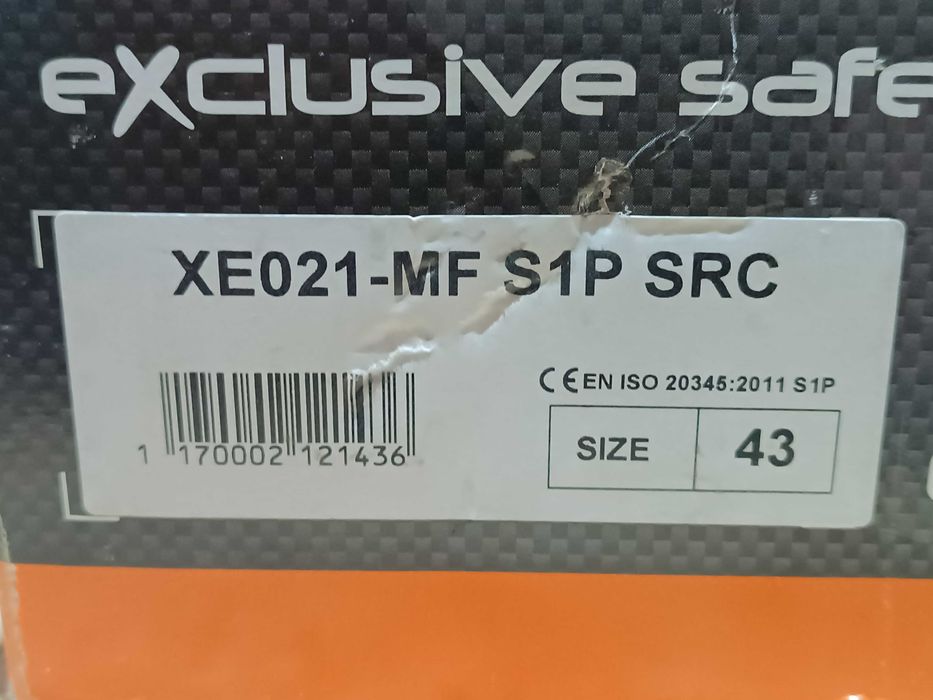 eXclusive safe
XE021-MF S1P SRC
CE EN ISO 20345:2011 S1P
1 170002 121436
SIZE 43